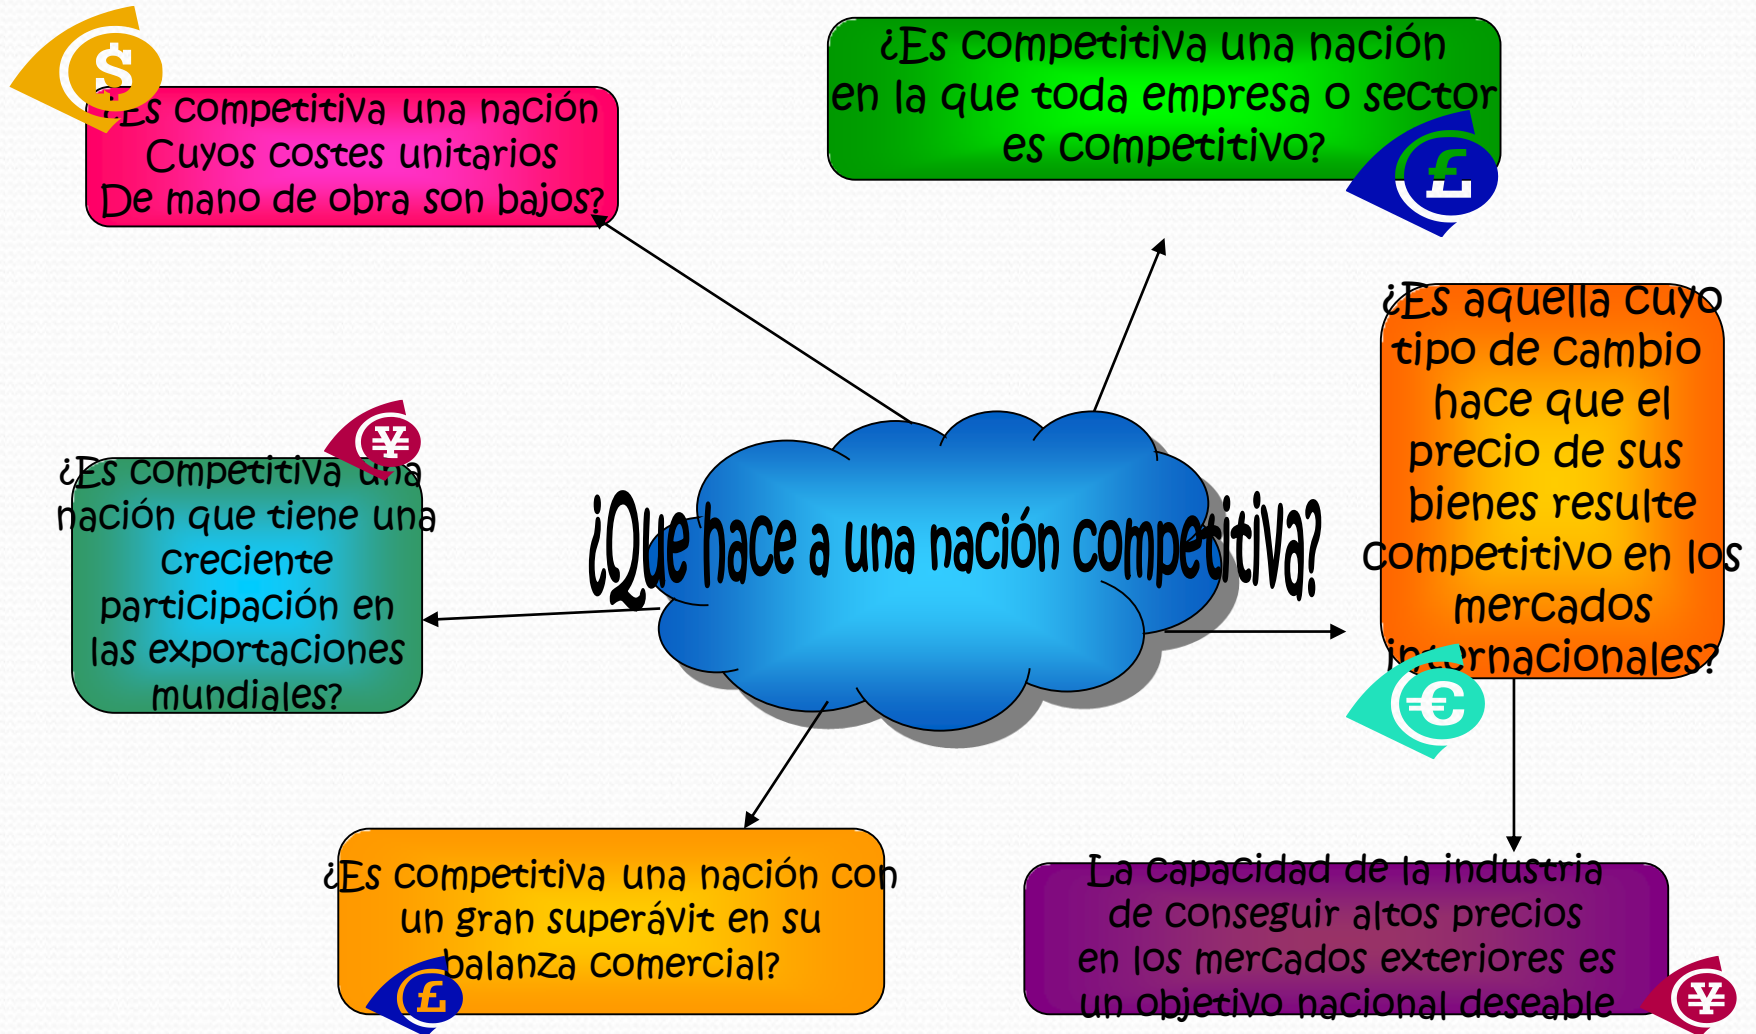 $
¿Es competitiva una nación
Cuyos costes unitarios
De mano de obra son bajos?
¿Es competitiva una nación
en la que toda empresa o sector
es competitivo?
£
¿Es aquella cuyo
tipo de cambio
hace que el
precio de sus
bienes resulte
competitivo en los
mercados
internacionales?
€
¥
¿Es competitiva una
nación que tiene una
creciente
participación en
las exportaciones
mundiales?
¿Que hace a una nación competitiva?
¿Es competitiva una nación con
un gran superávit en su
balanza comercial?
£
La capacidad de la industria
de conseguir altos precios
en los mercados exteriores es
un objetivo nacional deseable
¥